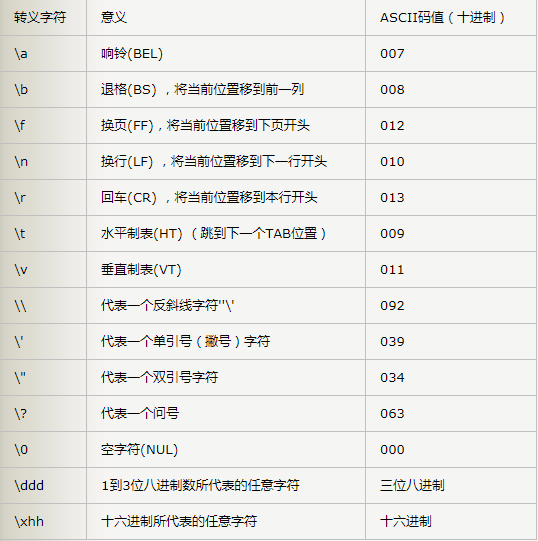 转义字符 意义 ASCII码值（十进制）
\a 响铃(BEL) 007
\b 退格(BS) ，将当前位置移到前一列 008
\f 换页(FF)，将当前位置移到下页开头 012
\n 换行(LF) ，将当前位置移到下一行开头 010
\r 回车(CR) ，将当前位置移到本行开头 013
\t 水平制表(HT) （跳到下一个TAB位置） 009
\v 垂直制表(VT) 011
\\ 代表一个反斜线字符''\' 092
\' 代表一个单引号（撇号）字符 039
\" 代表一个双引号字符 034
\? 代表一个问号 063
\0 空字符(NUL) 000
\ddd 1到3位八进制数所代表的任意字符 三位八进制
\xhh 十六进制所代表的任意字符 十六进制